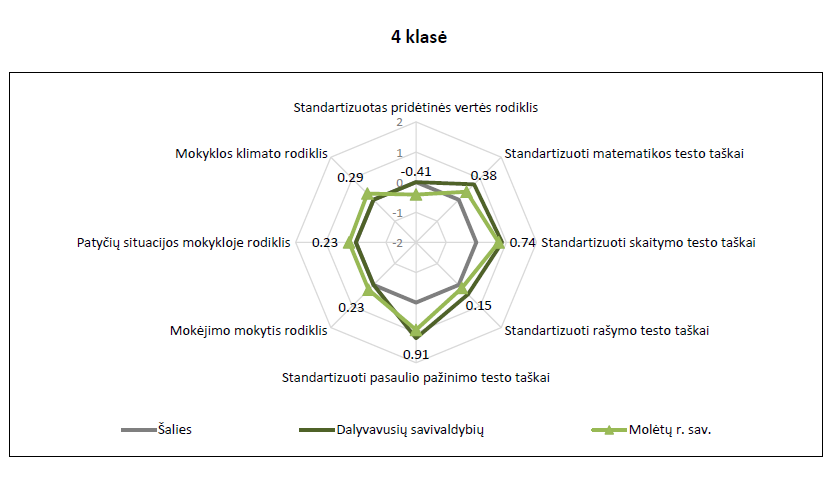 4 klasė
Standartizuotas pridėtinės vertės rodiklis
2
Mokyklos klimato rodiklis
Standartizuoti matematikos testo taškai
1
0.29
-0.41
0.38
0
-1
Patyčių situacijos mokykloje rodiklis
0.23
-2
0.74
Standartizuoti skaitymo testo taškai
0.23
0.15
Mokėjimo mokytis rodiklis
Standartizuoti rašymo testo taškai
0.91
Standartizuoti pasaulio pažinimo testo taškai
Šalies
Dalyvavusių savivaldybių
Molėtų r. sav.